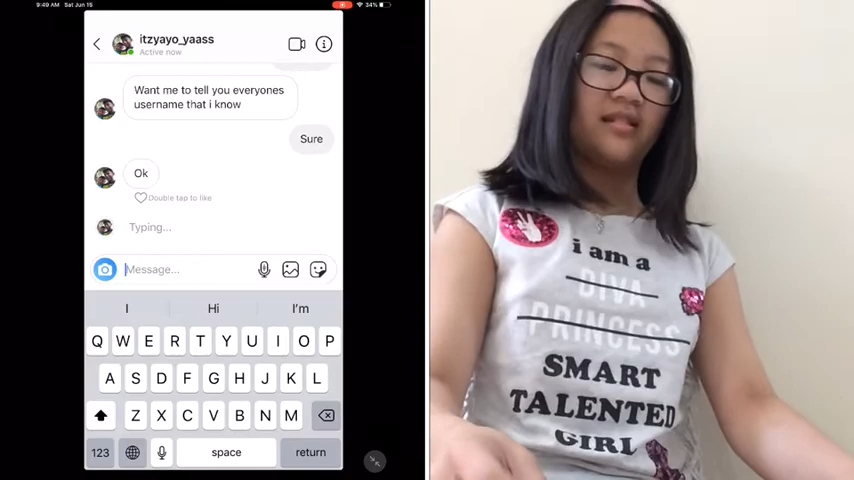 9:49 AM Sat Jun 15
34%
itzyayo_yaass
Active now
Want me to tell you everyones
username that i know
Sure
Ok
Double tap to like
Typing...
Message...
I Hi I'm
Q W E R T Y U I O P
A S D F G H J K L
Z X C V B N M
123 space return
i am a
DIVA
PRINCESS
SMART
TALENTED
GIRL